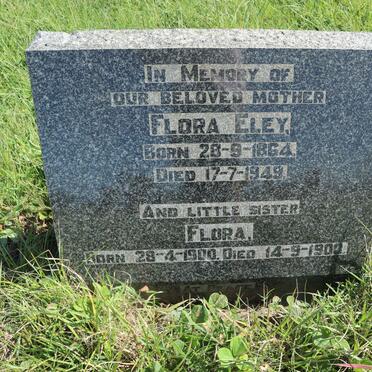 In Memory of
our beloved mother
Flora Eley.
Born 28-9-1864.
Died 17-7-1949.
And little sister
Flora.
Born 28-4-1900. Died 14-9-1902